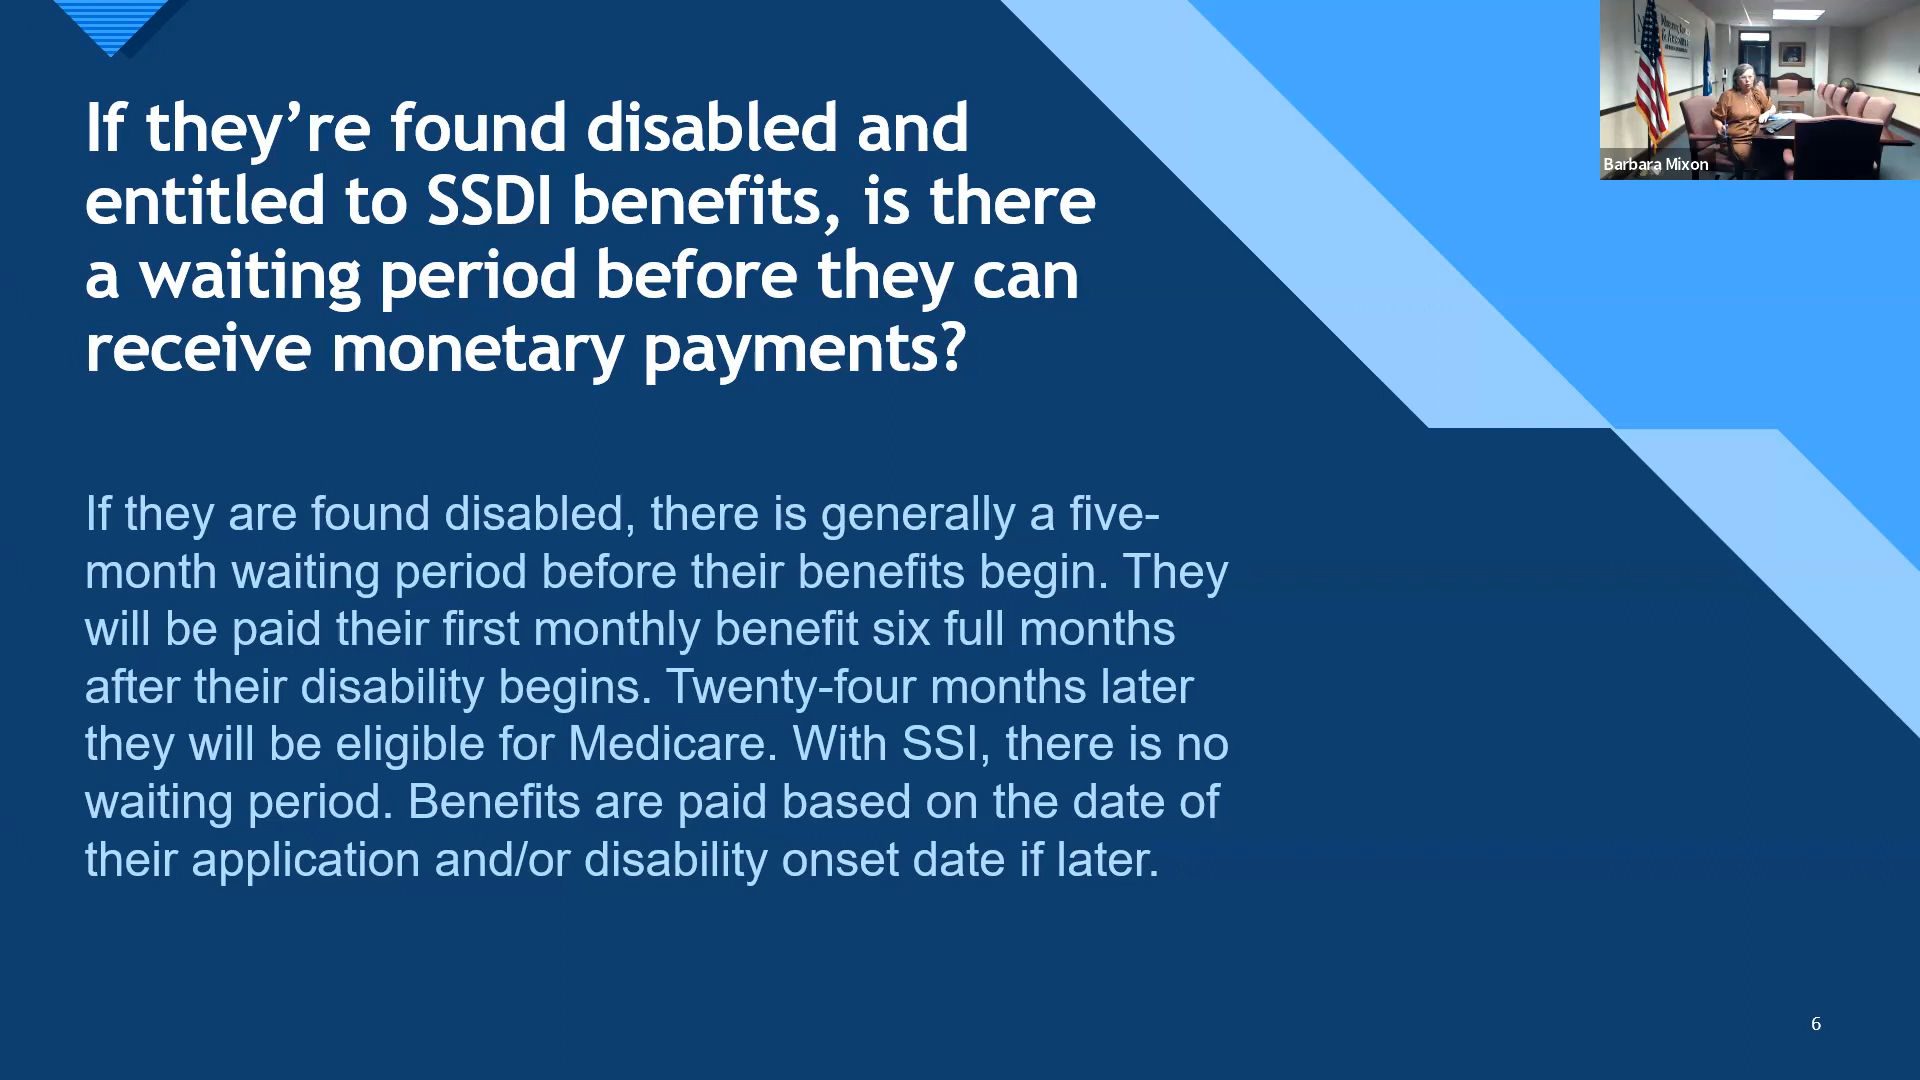 If they’re found disabled and
entitled to SSDI benefits, is there
a waiting period before they can
receive monetary payments?
If they are found disabled, there is generally a five-
month waiting period before their benefits begin. They
will be paid their first monthly benefit six full months
after their disability begins. Twenty-four months later
they will be eligible for Medicare. With SSI, there is no
waiting period. Benefits are paid based on the date of
their application and/or disability onset date if later.
Barbara Mixon
6